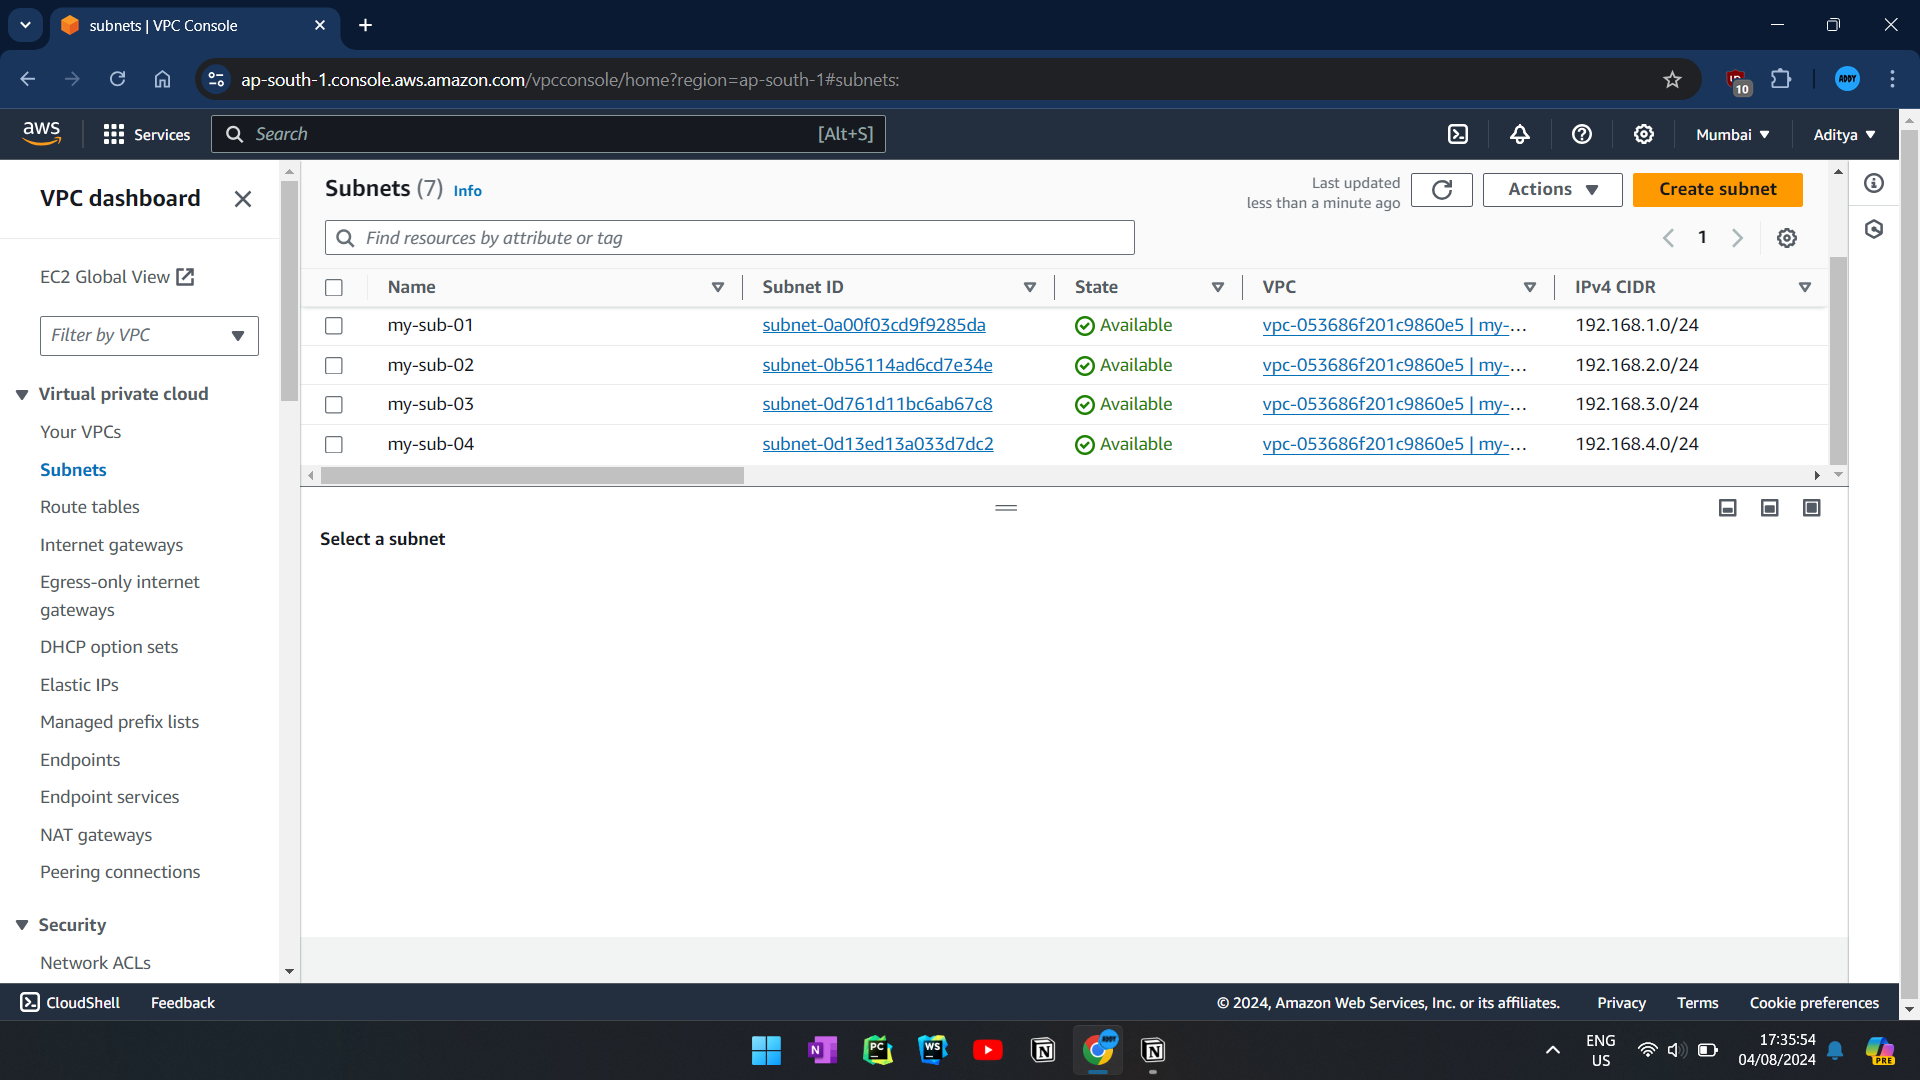 subnets | VPC Console
ap-south-1.console.aws.amazon.com/vpcconsole/home?region=ap-south-1#subnets:
10
ADDY
aws
Services
Search
[Alt+S]
Mumbai
Aditya
VPC dashboard
EC2 Global View
Filter by VPC
Virtual private cloud
Your VPCs
Subnets
Route tables
Internet gateways
Egress-only internet
gateways
DHCP option sets
Elastic IPs
Managed prefix lists
Endpoints
Endpoint services
NAT gateways
Peering connections
Security
Network ACLs
Subnets (7) Info
Last updated
less than a minute ago
Actions
Create subnet
Find resources by attribute or tag
1
Name Subnet ID State VPC IPv4 CIDR
my-sub-01 subnet-0a00f03cd9f9285da Available vpc-053686f201c9860e5 | my-... 192.168.1.0/24
my-sub-02 subnet-0b56114ad6cd7e34e Available vpc-053686f201c9860e5 | my-... 192.168.2.0/24
my-sub-03 subnet-0d761d11bc6ab67c8 Available vpc-053686f201c9860e5 | my-... 192.168.3.0/24
my-sub-04 subnet-0d13ed13a033d7dc2 Available vpc-053686f201c9860e5 | my-... 192.168.4.0/24
Select a subnet
CloudShell Feedback © 2024, Amazon Web Services, Inc. or its affiliates. Privacy Terms Cookie preferences
N
PC
WS
N
ADDY
N
ENG
US
17:35:54
04/08/2024
PRE